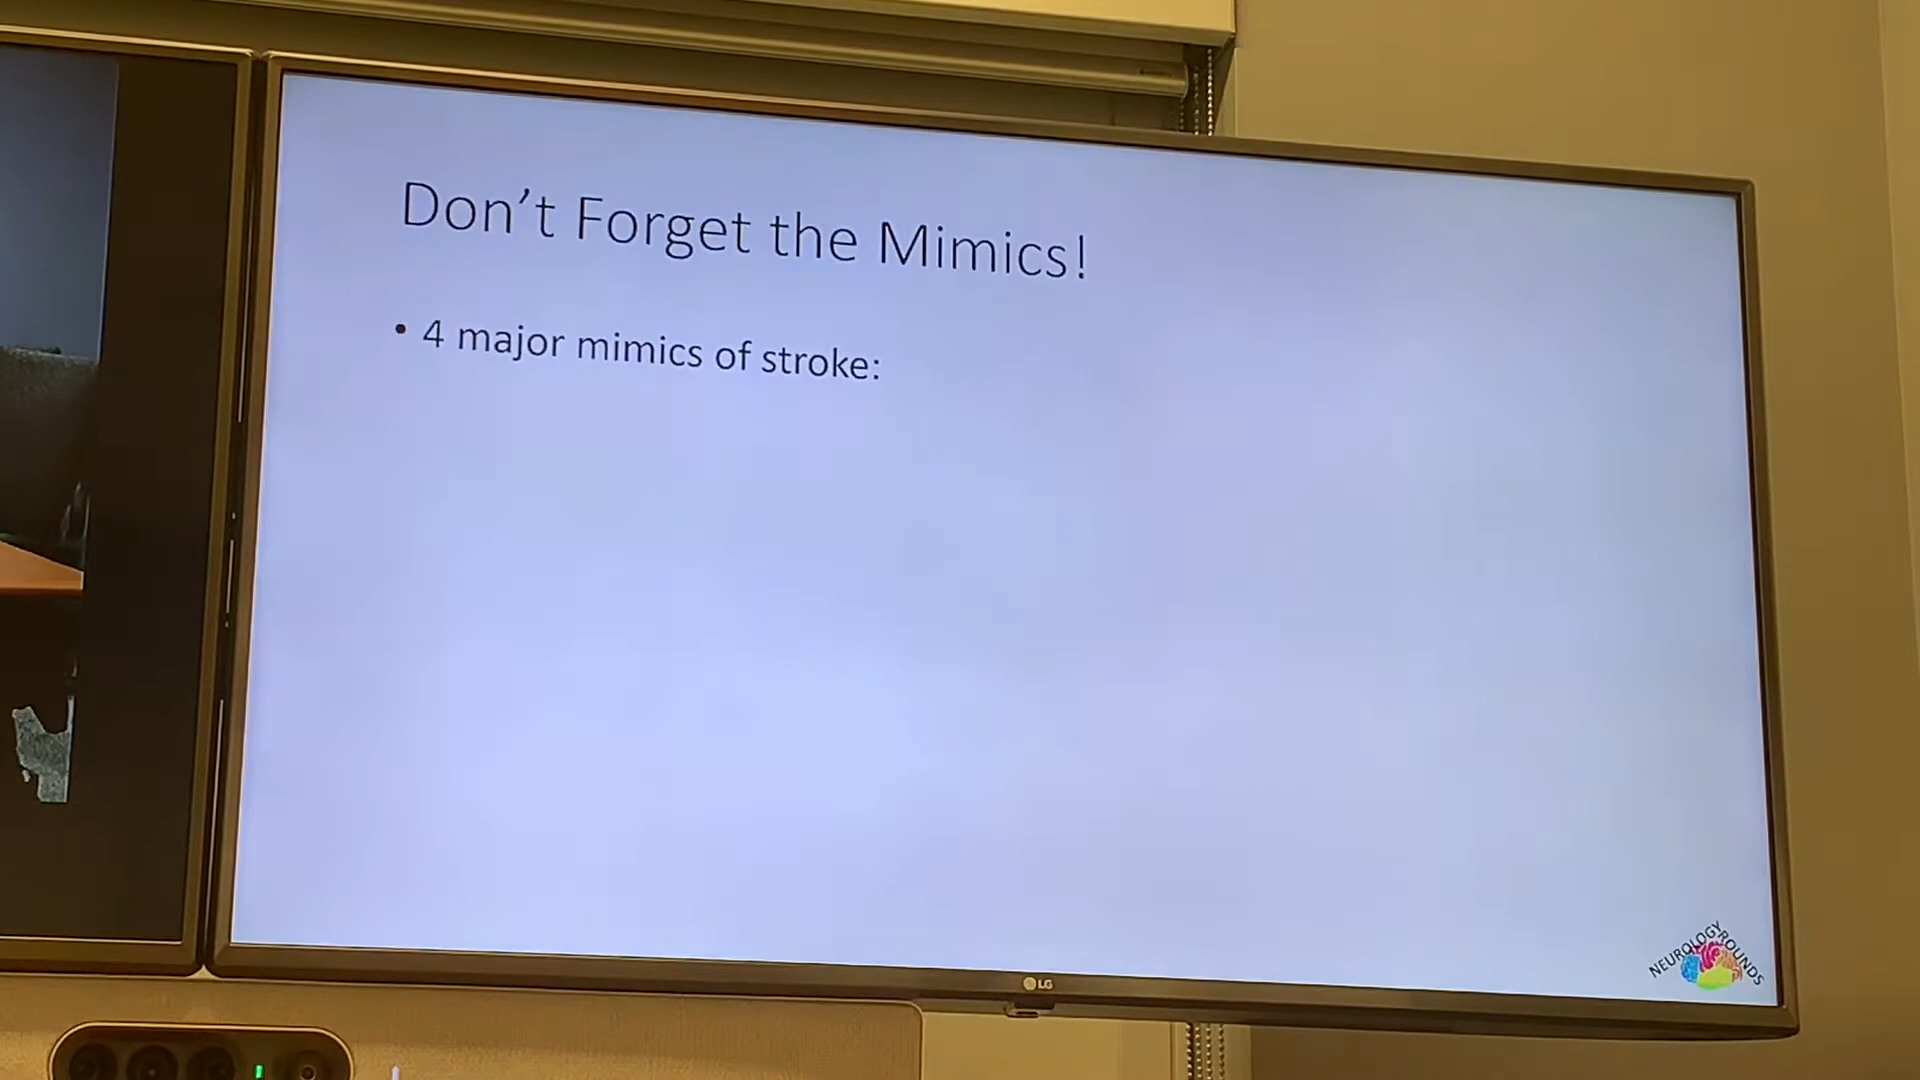 Don't Forget the Mimics!
• 4 major mimics of stroke:
NEUROLOGY ROUNDS
LG